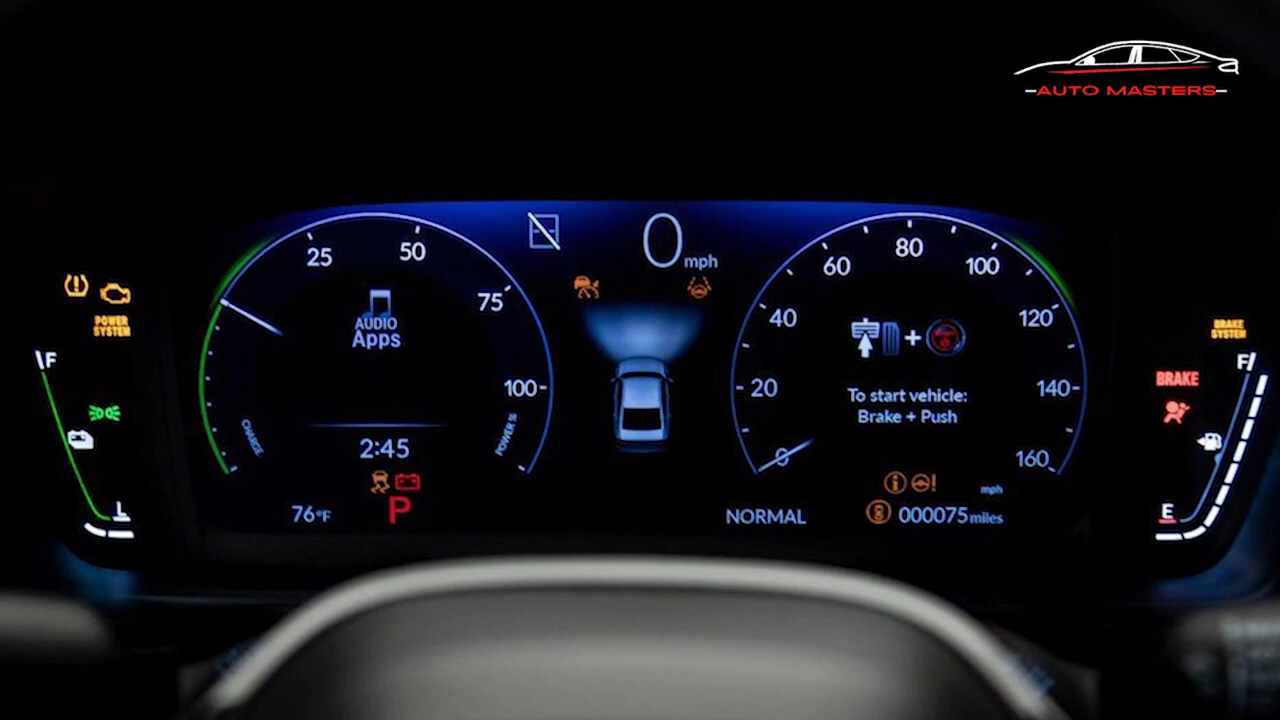 AUTO MASTERS
0 mph
25
50
75
100
CHARGE
POWER %
AUDIO
Apps
2:45
76°F
P
POWER
SYSTEM
F
L
20
40
60
80
100
120
140
160
0
To start vehicle:
Brake + Push
NORMAL
mph
000075 miles
BRAKE
SYSTEM
BRAKE
F
E